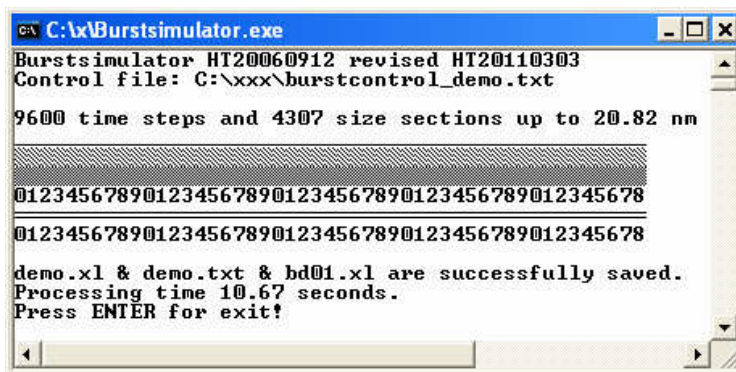 C:\x\Burstsimulator.exe
Burstsimulator HT20060912 revised HT20110303
Control file: C:\xxx\burstcontrol_demo.txt
9600 time steps and 4307 size sections up to 20.82 nm
0123456789012345678901234567890123456789012345678
0123456789012345678901234567890123456789012345678
demo.xl & demo.txt & bd01.xl are successfully saved.
Processing time 10.67 seconds.
Press ENTER for exit!